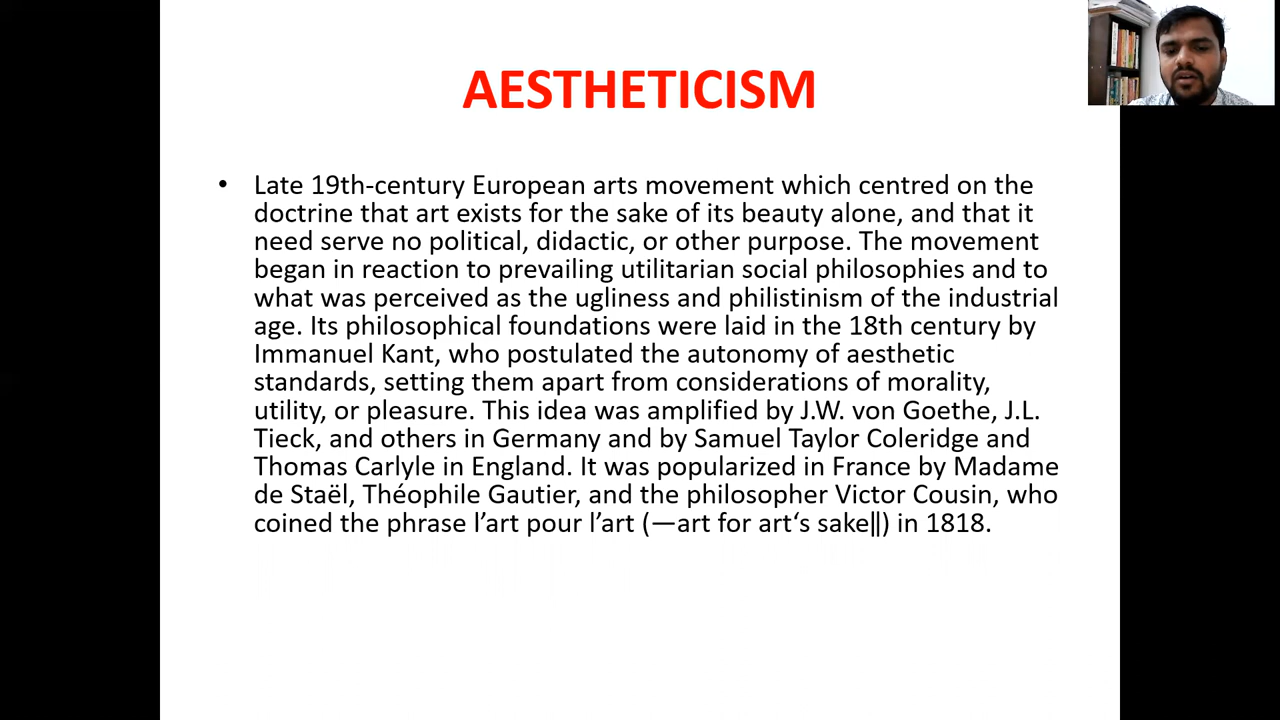 AESTHETICISM
• Late 19th-century European arts movement which centred on the
doctrine that art exists for the sake of its beauty alone, and that it
need serve no political, didactic, or other purpose. The movement
began in reaction to prevailing utilitarian social philosophies and to
what was perceived as the ugliness and philistinism of the industrial
age. Its philosophical foundations were laid in the 18th century by
Immanuel Kant, who postulated the autonomy of aesthetic
standards, setting them apart from considerations of morality,
utility, or pleasure. This idea was amplified by J.W. von Goethe, J.L.
Tieck, and others in Germany and by Samuel Taylor Coleridge and
Thomas Carlyle in England. It was popularized in France by Madame
de Staël, Théophile Gautier, and the philosopher Victor Cousin, who
coined the phrase l’art pour l’art (―art for art‘s sake‖) in 1818.